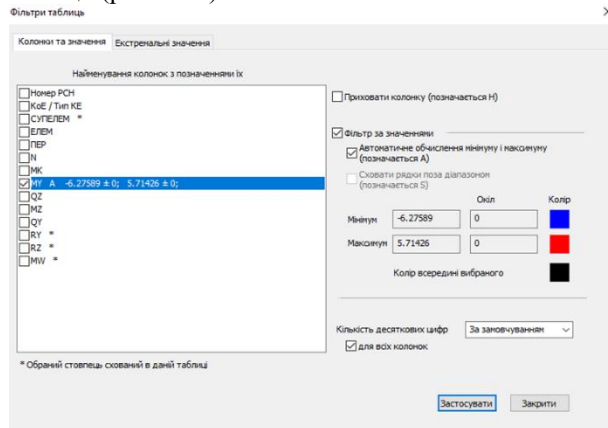 Фільтри таблиць
Колонки та значення
Екстремальні значення
Найменування колонок з позначеннями їх
Номер РСН
КоЕ / Тип КЕ
СУПЕЛЕМ *
ЕЛЕМ
ПЕР
N
MK
MY A -6.27589 ± 0; 5.71426 ± 0;
QZ
MZ
QY
RY *
RZ *
MW *
* Обраний стовпець схований в даній таблиці
Приховати колонку (позначається H)
Фільтр за значеннями
Автоматичне обчислення мінімуму і максимуму
(позначається A)
Сховати рядки поза діапазоном
(позначається S)
Окіл Колір
Мінімум -6.27589 0
Максимум 5.71426 0
Колір всередині вибраного
Кількість десяткових цифр За замовчуванням
для всіх колонок
Застосувати Закрити